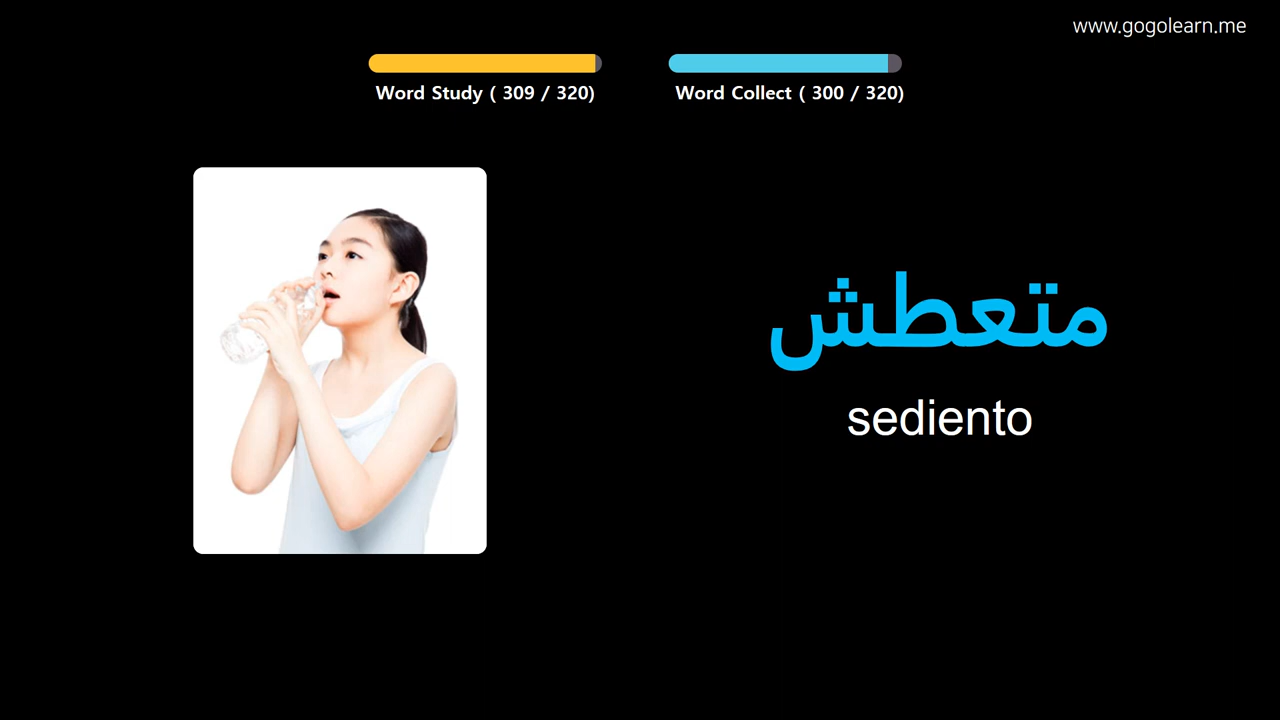 www.gogolearn.me
Word Study ( 309 / 320)
Word Collect ( 300 / 320)
متعطش
sediento